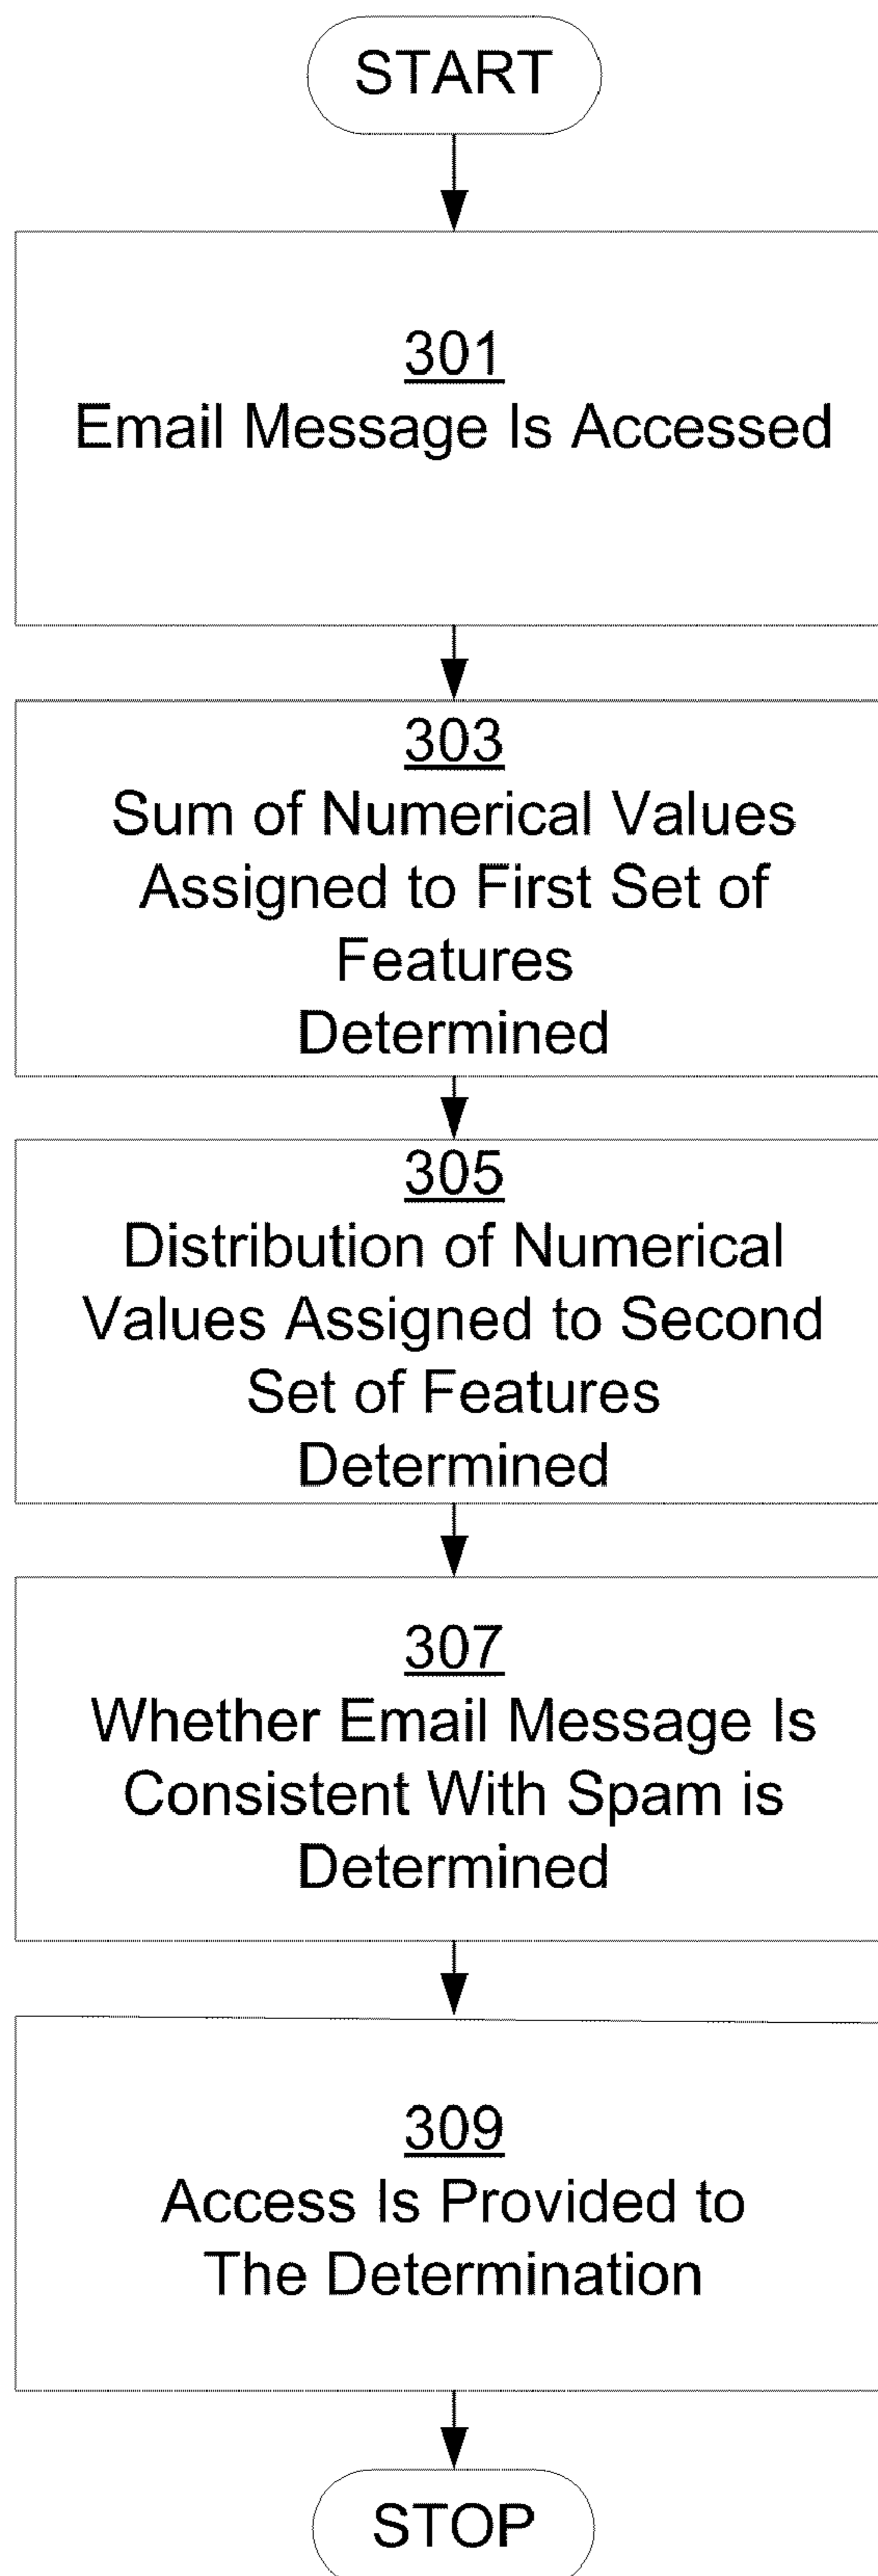 START
301
Email Message Is Accessed
303
Sum of Numerical Values
Assigned to First Set of
Features
Determined
305
Distribution of Numerical
Values Assigned to Second
Set of Features
Determined
307
Whether Email Message Is
Consistent With Spam is
Determined
309
Access Is Provided to
The Determination
STOP